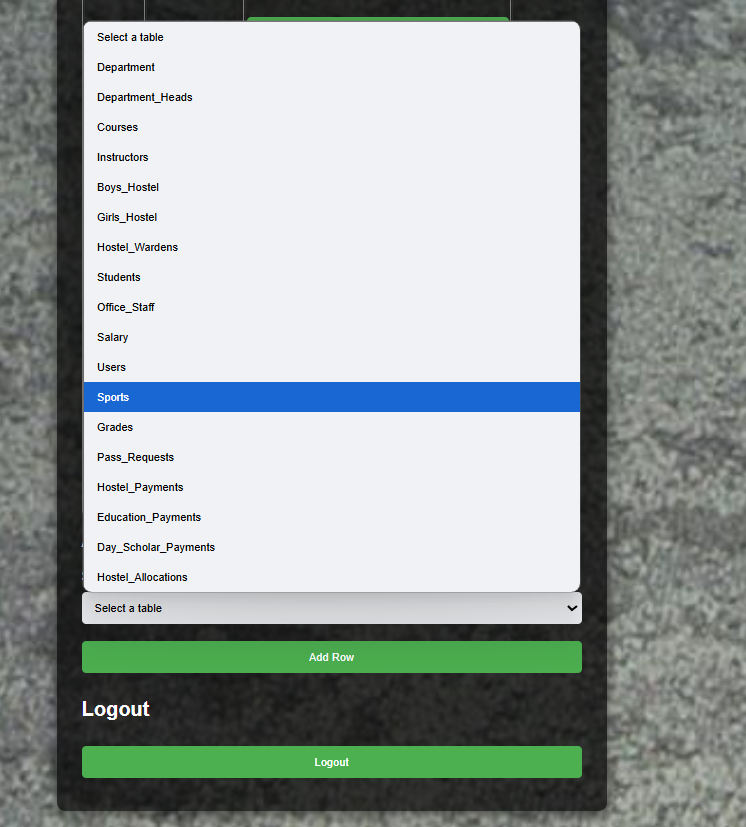 Select a table
Department
Department_Heads
Courses
Instructors
Boys_Hostel
Girls_Hostel
Hostel_Wardens
Students
Office_Staff
Salary
Users
Sports
Grades
Pass_Requests
Hostel_Payments
Education_Payments
Day_Scholar_Payments
Hostel_Allocations
Select a table
Add Row
Logout
Logout